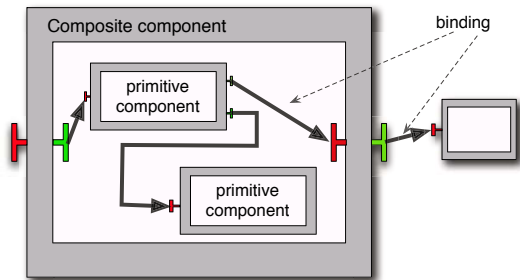 Composite component
binding
primitive
component
primitive
component